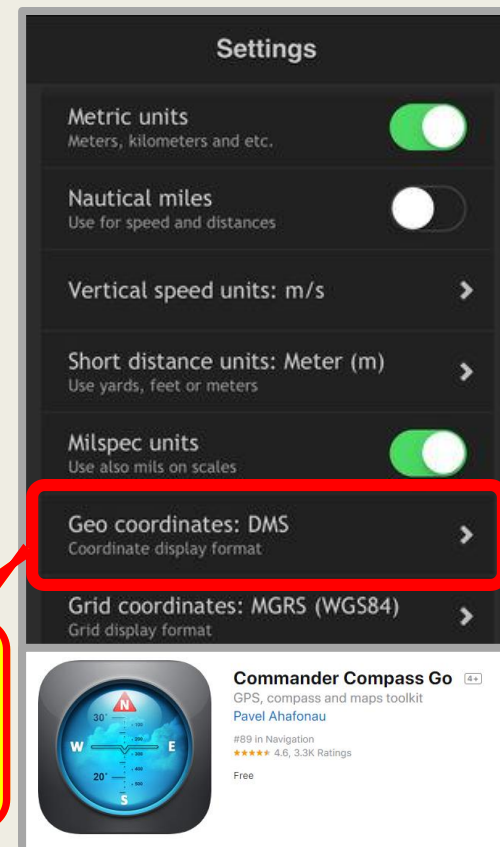 Settings
Metric units
Meters, kilometers and etc.
Nautical miles
Use for speed and distances
Vertical speed units: m/s
Short distance units: Meter (m)
Use yards, feet or meters
Milspec units
Use also mils on scales
Geo coordinates: DMS
Coordinate display format
Grid coordinates: MGRS (WGS84)
Grid display format
Commander Compass Go 4+
GPS, compass and maps toolkit
Pavel Ahafonau
#89 in Navigation
★★★★★ 4.6, 3.3K Ratings
Free
N
30°
W
E
20°
S